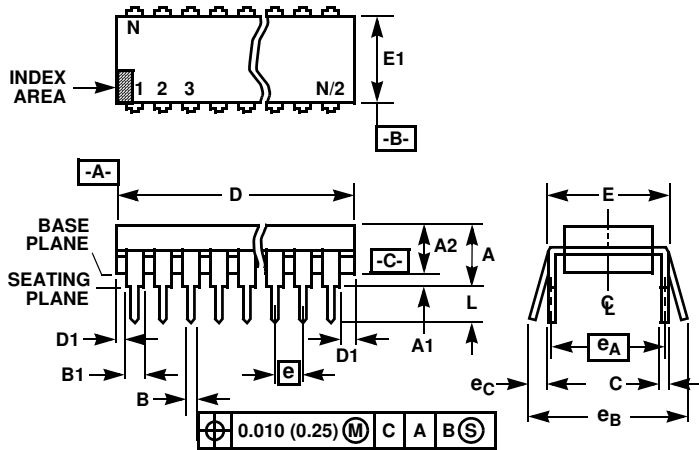 N
INDEX
AREA
1 2 3 N/2
E1
-B-
-A-
D
E
BASE
PLANE
A2
A
-C-
SEATING
PLANE
L
C L
D1
A1
D1
eA
B1
e
eC
C
B
eB
0.010 (0.25) M C A B S